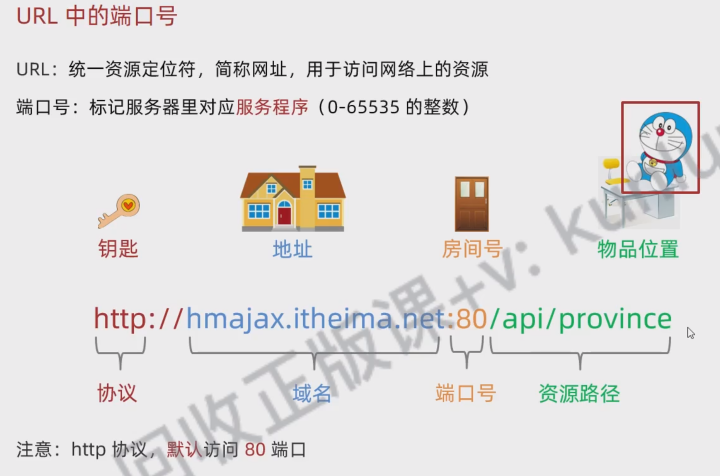 URL 中的端口号
URL：统一资源定位符，简称网址，用于访问网络上的资源
端口号：标记服务器里对应服务程序（0-65535 的整数）
钥匙 地址 房间号 物品位置
http://hmajax.itheima.net:80/api/province
协议 域名 端口号 资源路径
注意：http 协议，默认访问 80 端口
回收正版课+v: kunlu